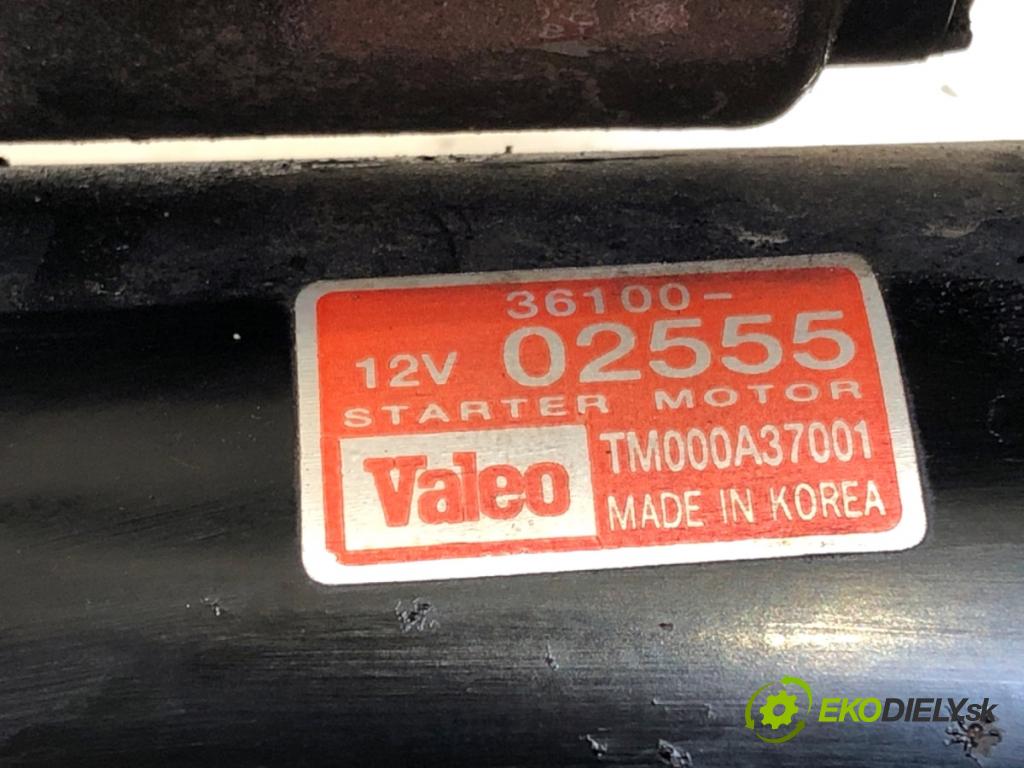 36100-
12V 02555
STARTER MOTOR
Valeo
TM000A37001
MADE IN KOREA
EKODIELY.sk